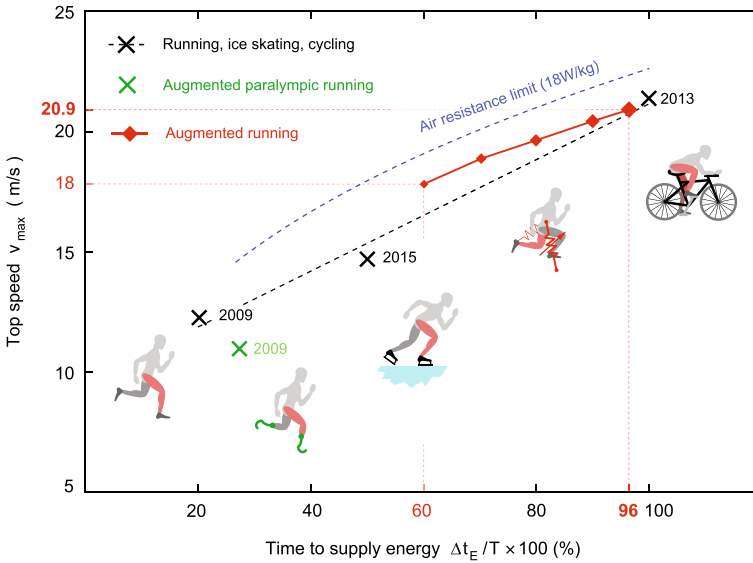 25
Running, ice skating, cycling
Augmented paralympic running
Augmented running
Air resistance limit (18W/kg)
2013
20.9
20
18
15
2015
2009
2009
10
5
20
40
60
80
96
100
Top speed v_max ( m/s )
Time to supply energy Δt_E/T × 100 (%)